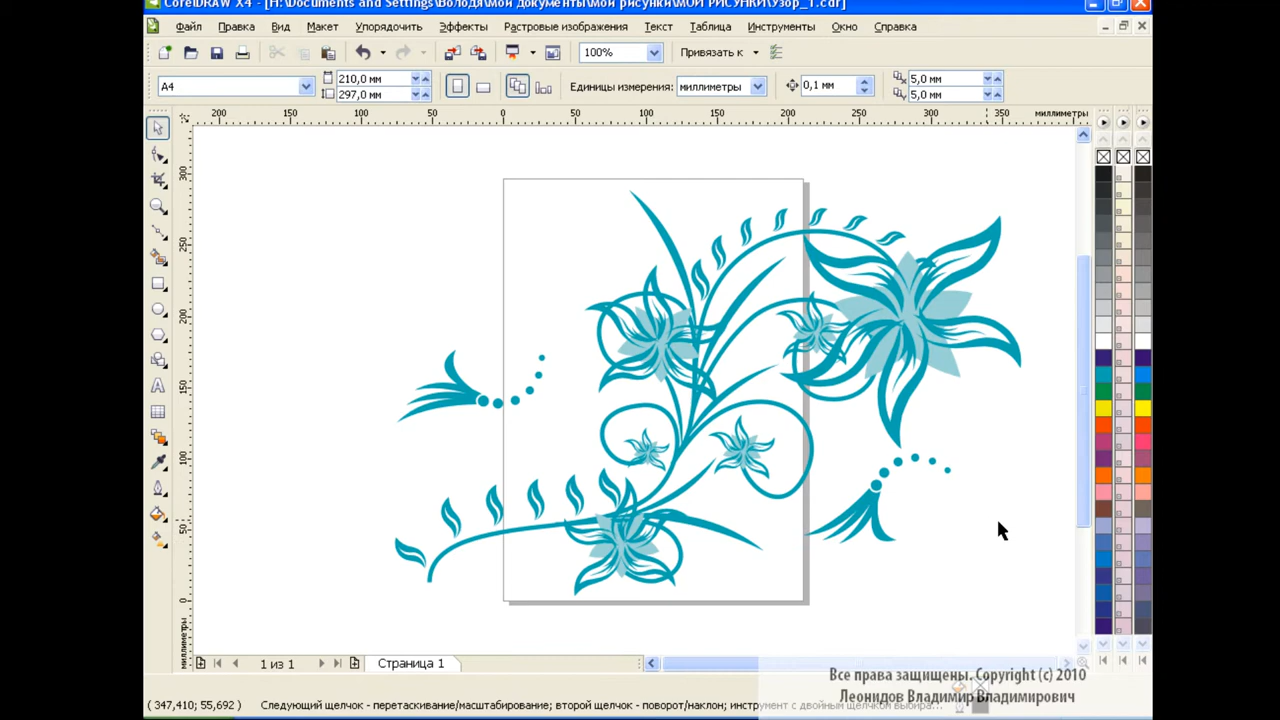 CorelDRAW X4 - [H:\Documents and Settings\Володя\мои документы\мои рисунки\МОИ РИСУНКИ\Узор_1.cdr]
Файл Правка Вид Макет Упорядочить Эффекты Растровые изображения Текст Таблица Инструменты Окно Справка
100% Привязать к
A4 210,0 мм 297,0 мм Единицы измерения: миллиметры 0,1 мм 5,0 мм 5,0 мм
200 150 100 50 0 50 100 150 200 250 300 350 миллиметры
300
250
200
150
100
50
0
миллиметры
1 из 1 Страница 1
Все права защищены. Copyright (c) 2010
Леонидов Владимир Владимирович
( 347,410; 55,692 ) Следующий щелчок - перетаскивание/масштабирование; второй щелчок - поворот/наклон; инструмент с двойным щелчком выбира...